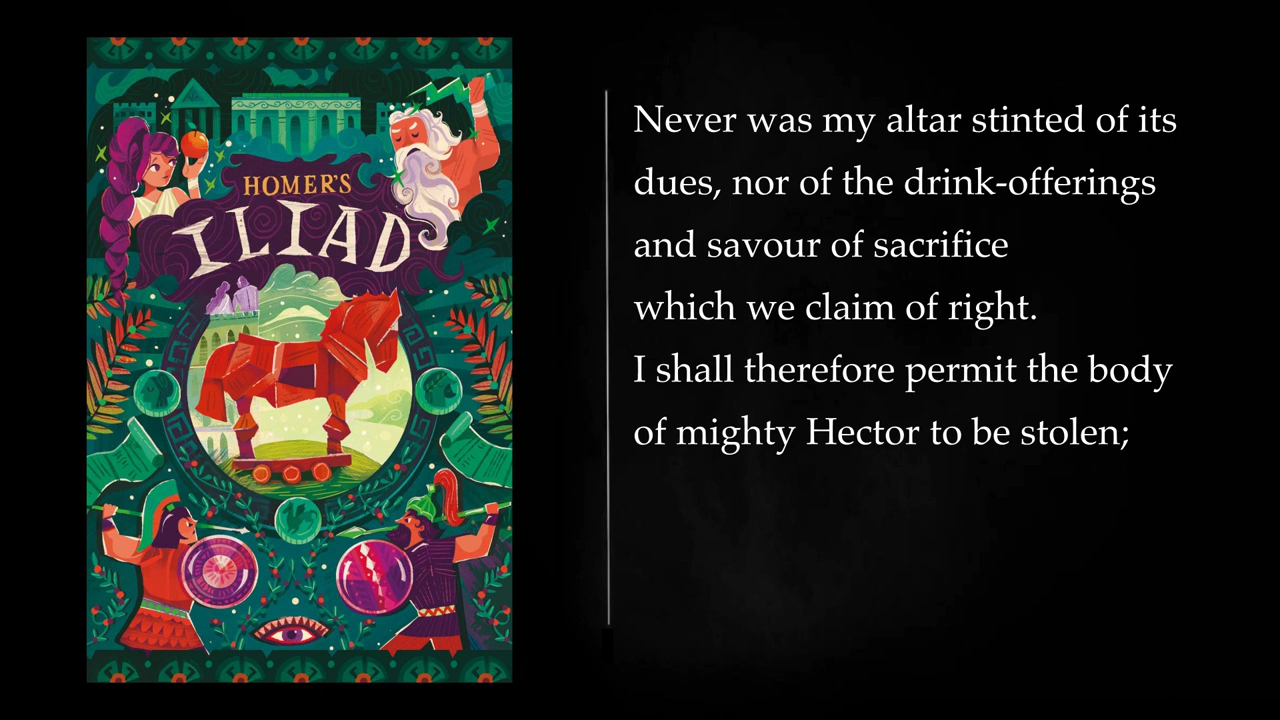 HOMER'S
ILIAD
Never was my altar stinted of its
dues, nor of the drink-offerings
and savour of sacrifice
which we claim of right.
I shall therefore permit the body
of mighty Hector to be stolen;